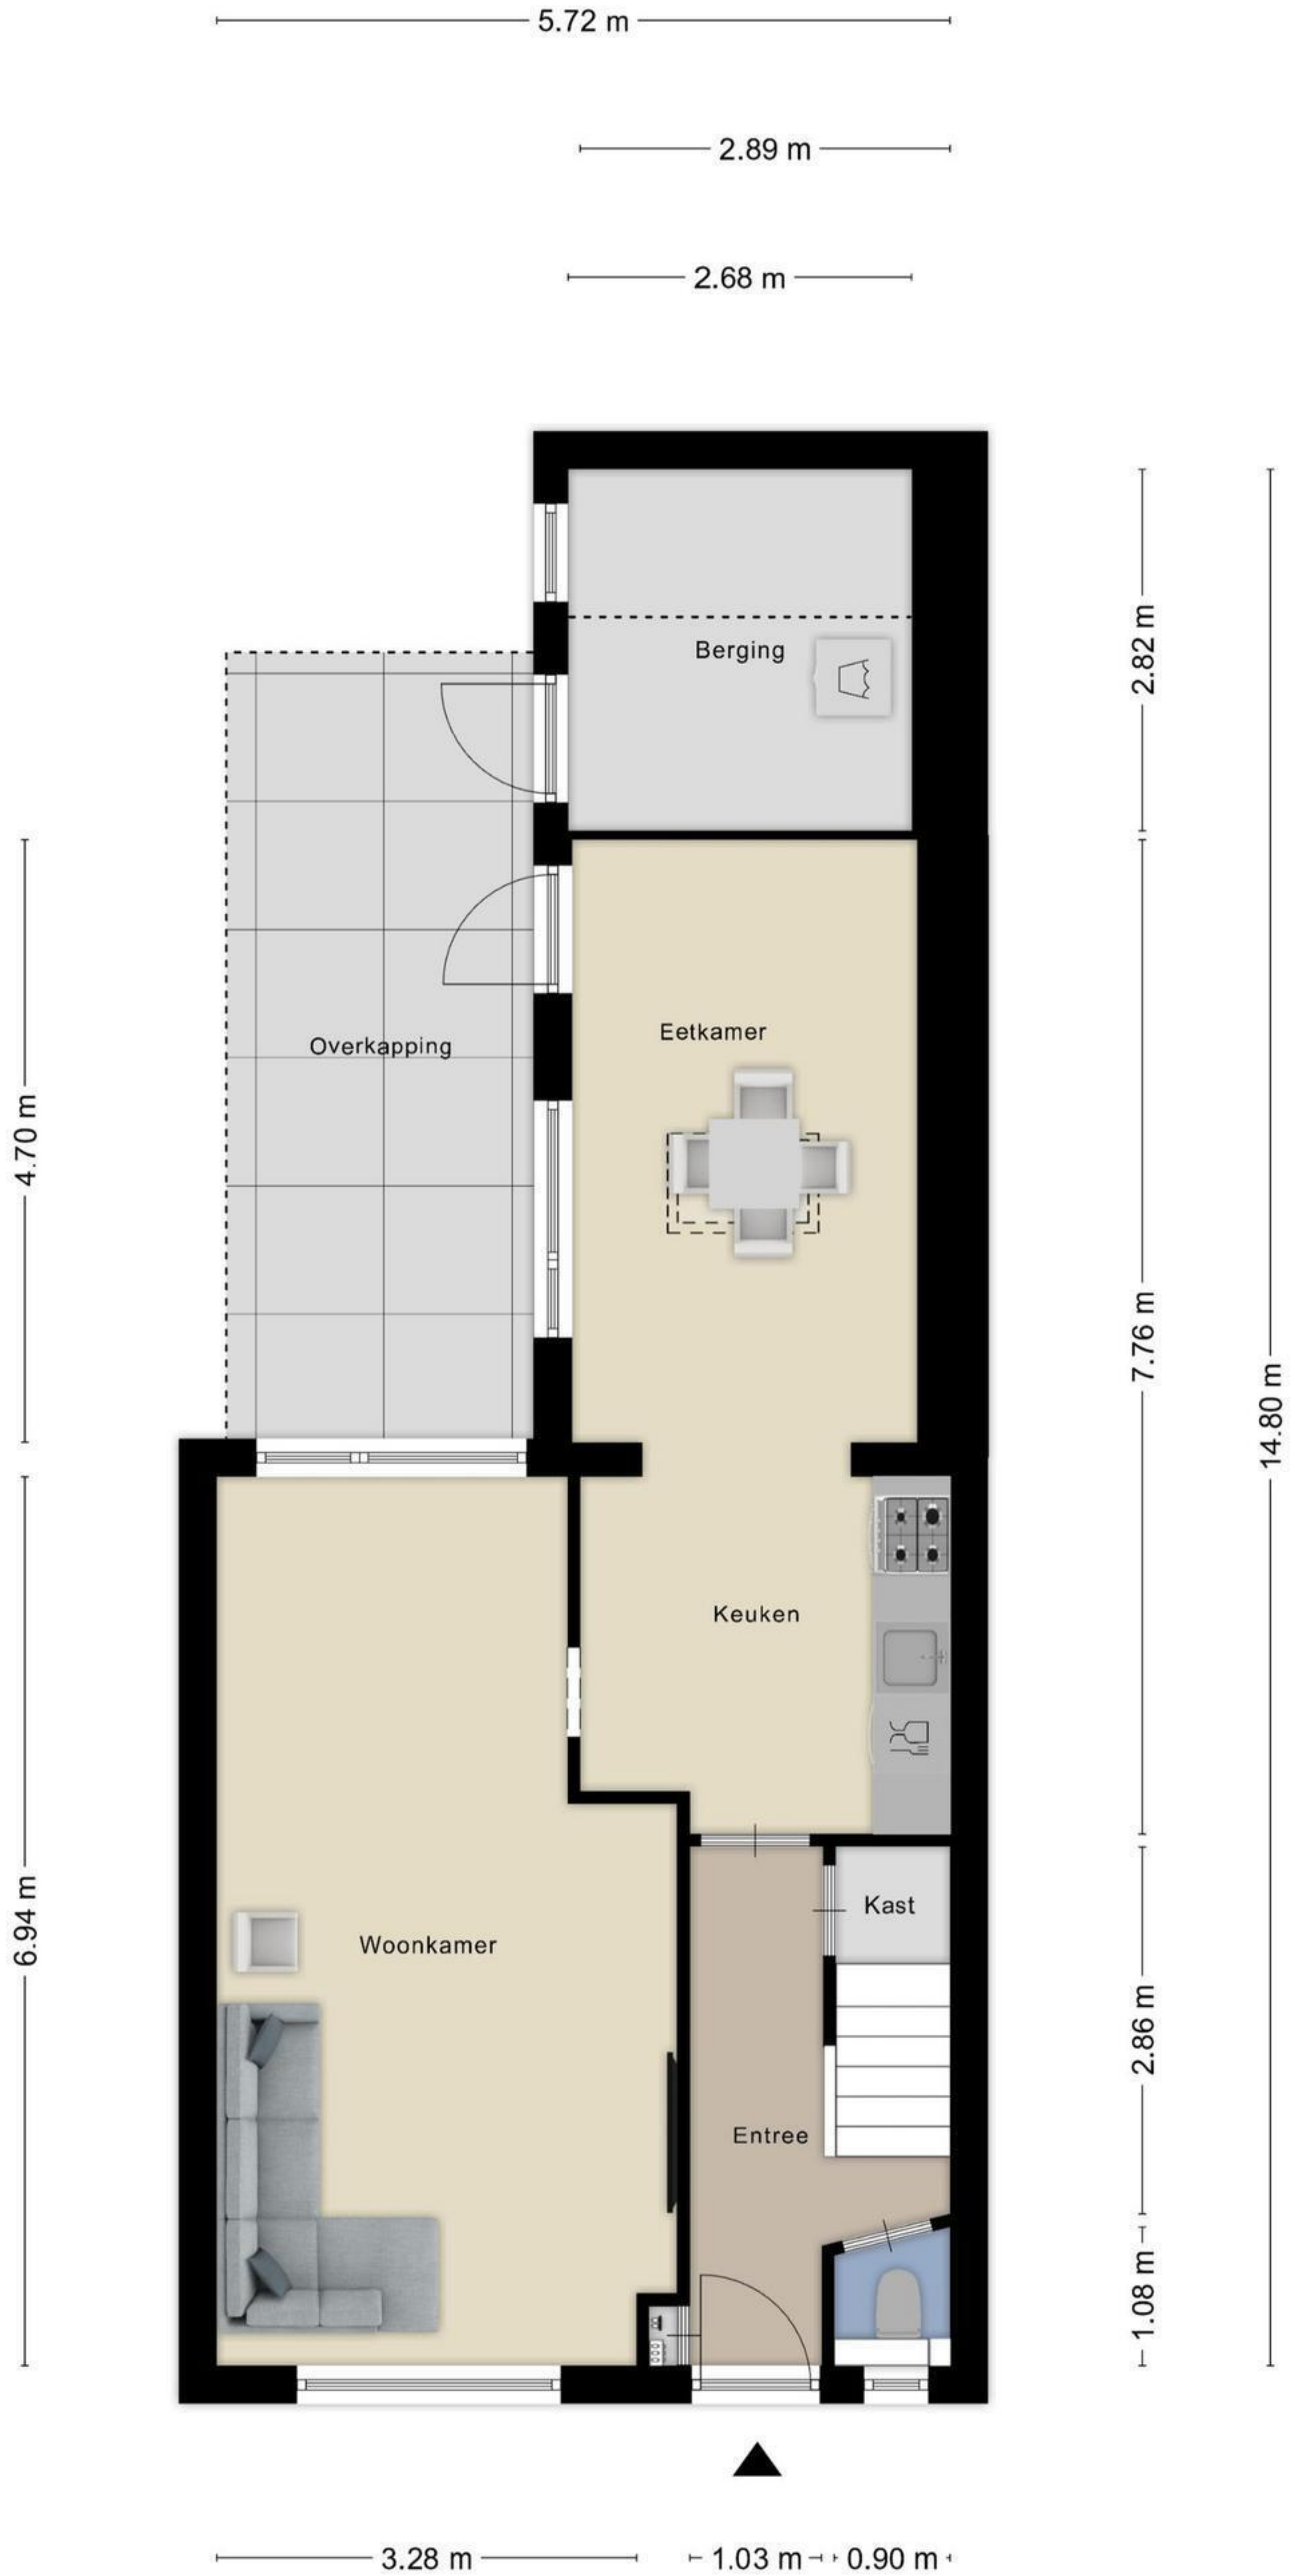 5.72 m
2.89 m
2.68 m
Berging
2.82 m
Eetkamer
Overkapping
4.70 m
7.76 m
14.80 m
Keuken
Kast
Woonkamer
6.94 m
2.86 m
Entree
1.08 m
3.28 m
1.03 m
0.90 m